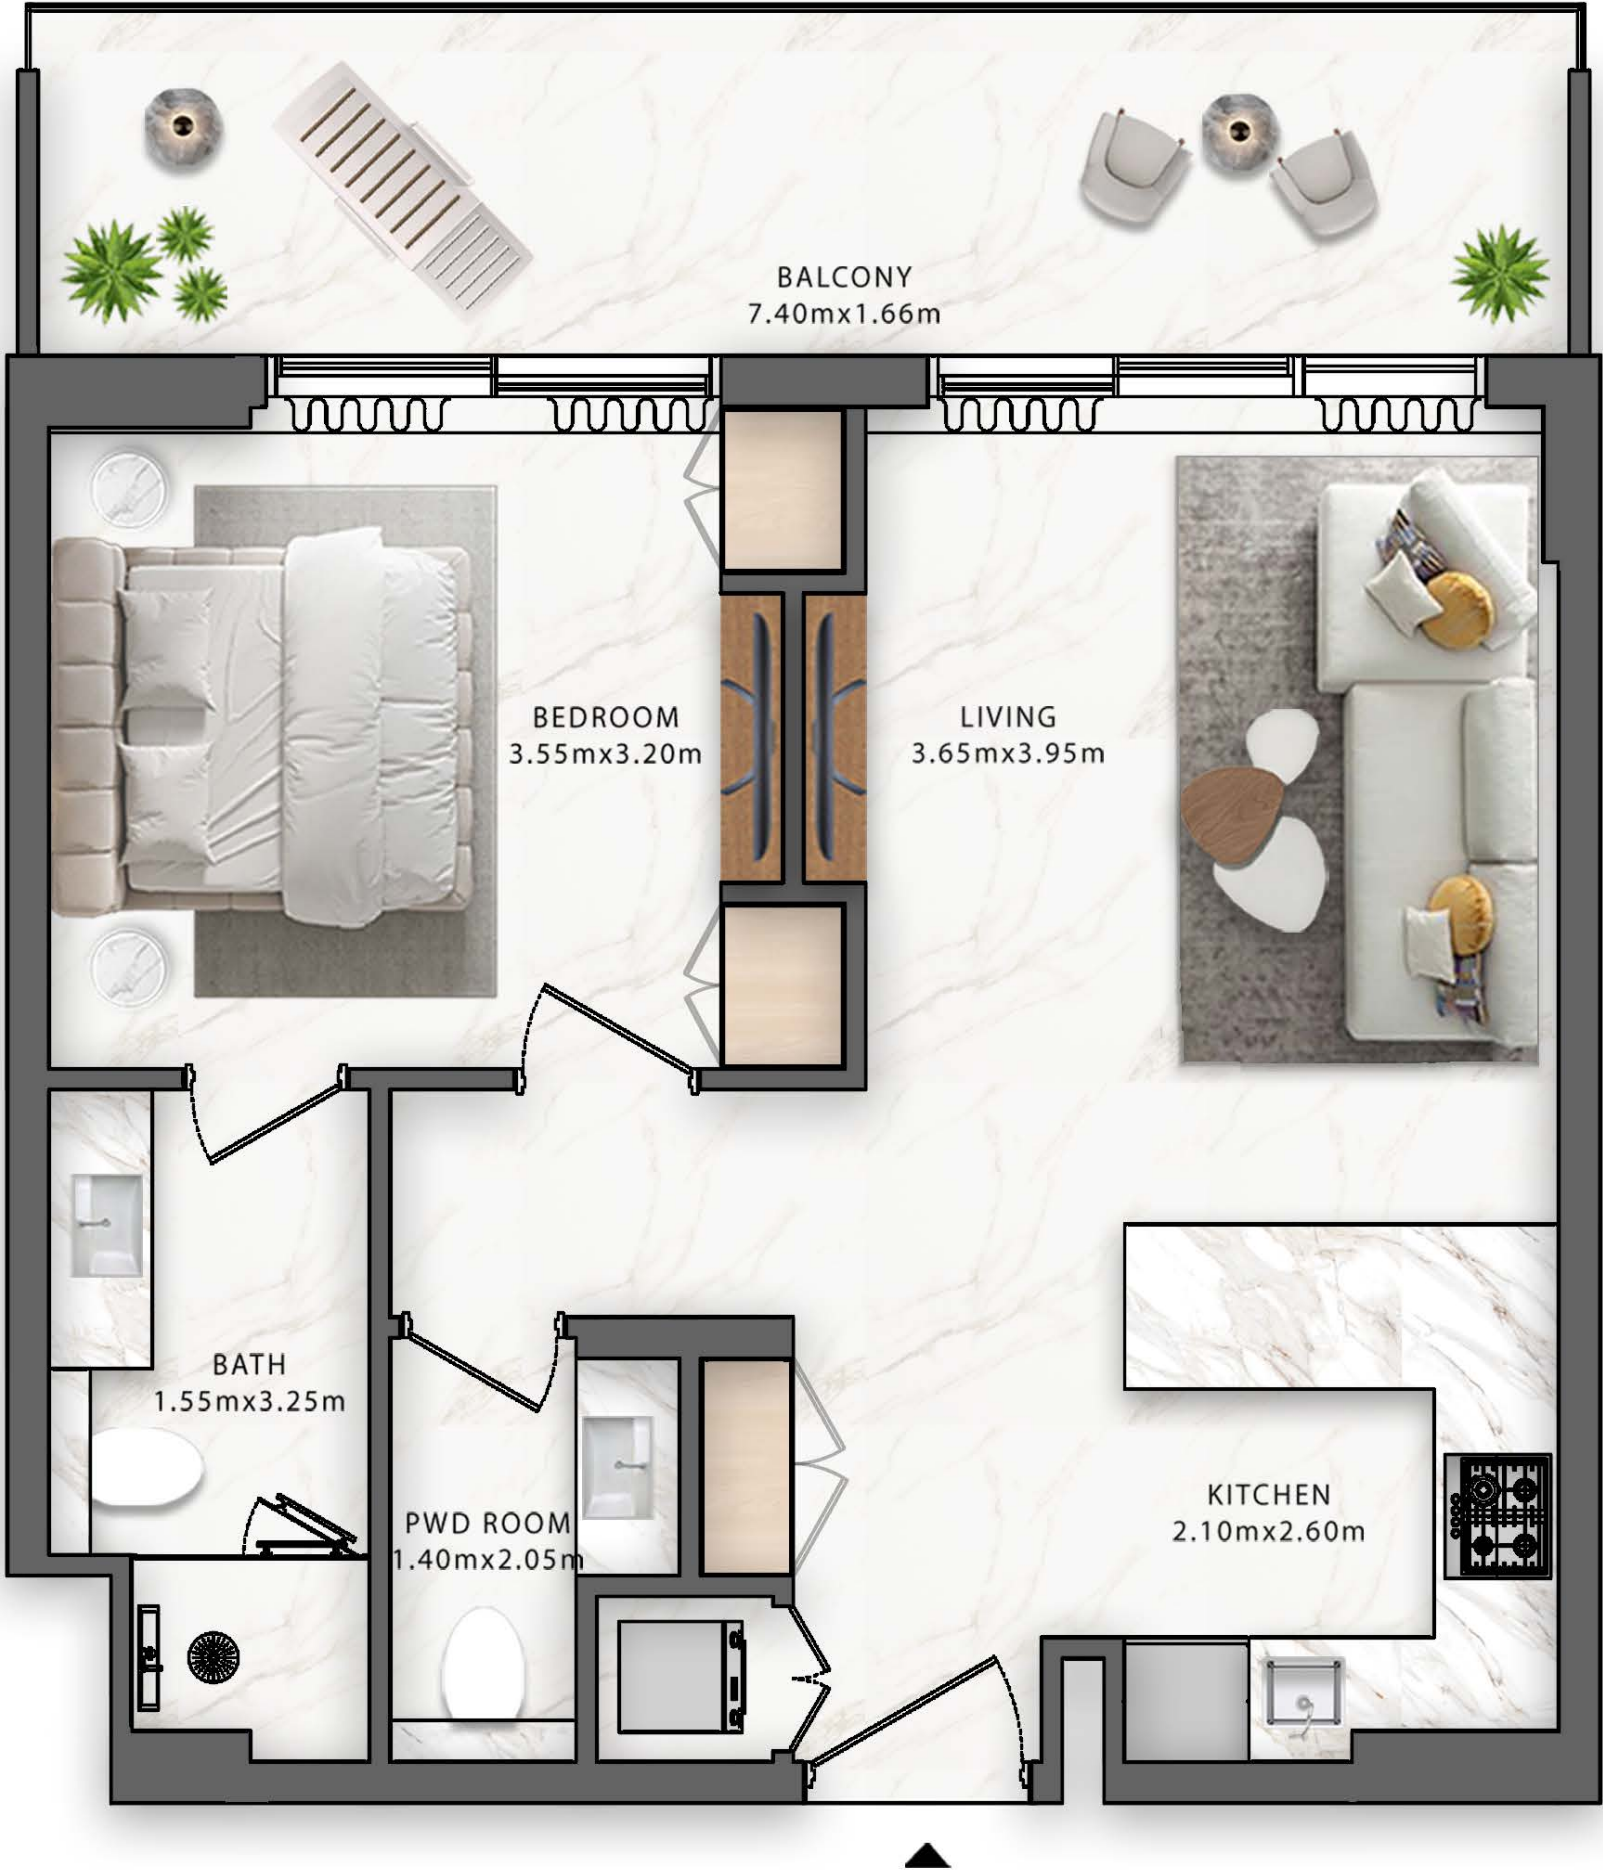 BALCONY
7.40mx1.66m
BEDROOM
3.55mx3.20m
LIVING
3.65mx3.95m
BATH
1.55mx3.25m
KITCHEN
2.10mx2.60m
PWD ROOM
1.40mx2.05m